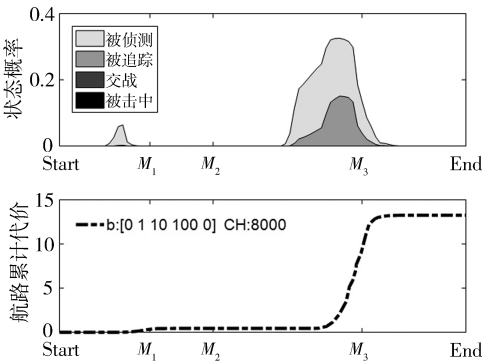 0.4
状态概率
0.2
0
被侦测
被追踪
交战
被击中
Start M₁ M₂ M₃ End
15
航路累计代价
10
5
0
b:[0 1 10 100 0] CH:8000
Start M₁ M₂ M₃ End